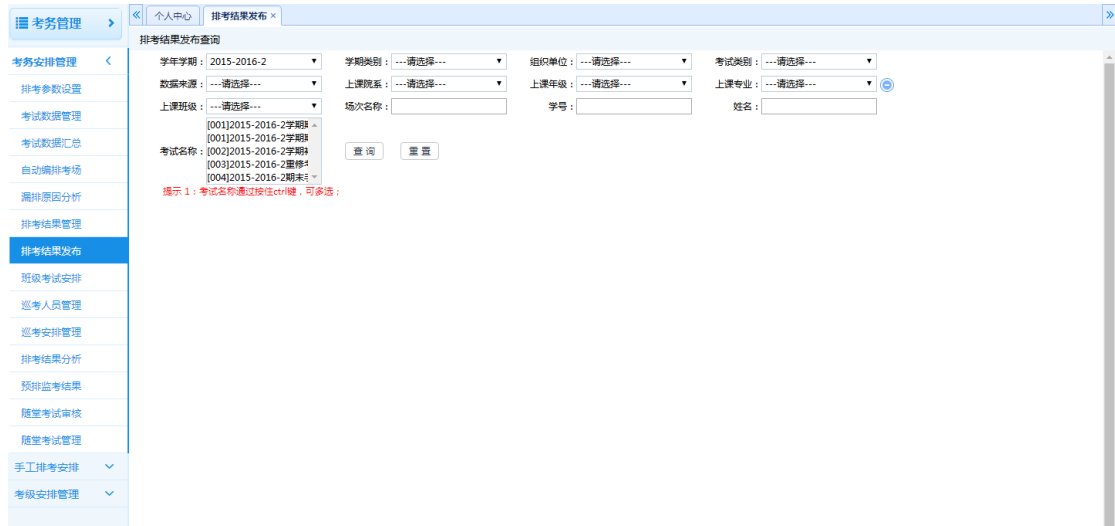 考务管理
个人中心 排考结果发布 ×
排考结果发布查询
考务安排管理
排考参数设置
考试数据管理
考试数据汇总
自动编排考场
漏排原因分析
排考结果管理
排考结果发布
班级考试安排
巡考人员管理
巡考安排管理
排考结果分析
预排监考结果
随堂考试审核
随堂考试管理
手工排考安排
考级安排管理
学年学期： 2015-2016-2 学期类别： ---请选择--- 组织单位： ---请选择--- 考试类别： ---请选择---
数据来源： ---请选择--- 上课院系： ---请选择--- 上课年级： ---请选择--- 上课专业： ---请选择---
上课班级： ---请选择--- 场次名称： 学号： 姓名：
考试名称：
[001]2015-2016-2学期
[001]2015-2016-2学期
[002]2015-2016-2学期
[003]2015-2016-2重修
[004]2015-2016-2期末
查询 重置
提示 1：考试名称通过按住ctrl键，可多选；